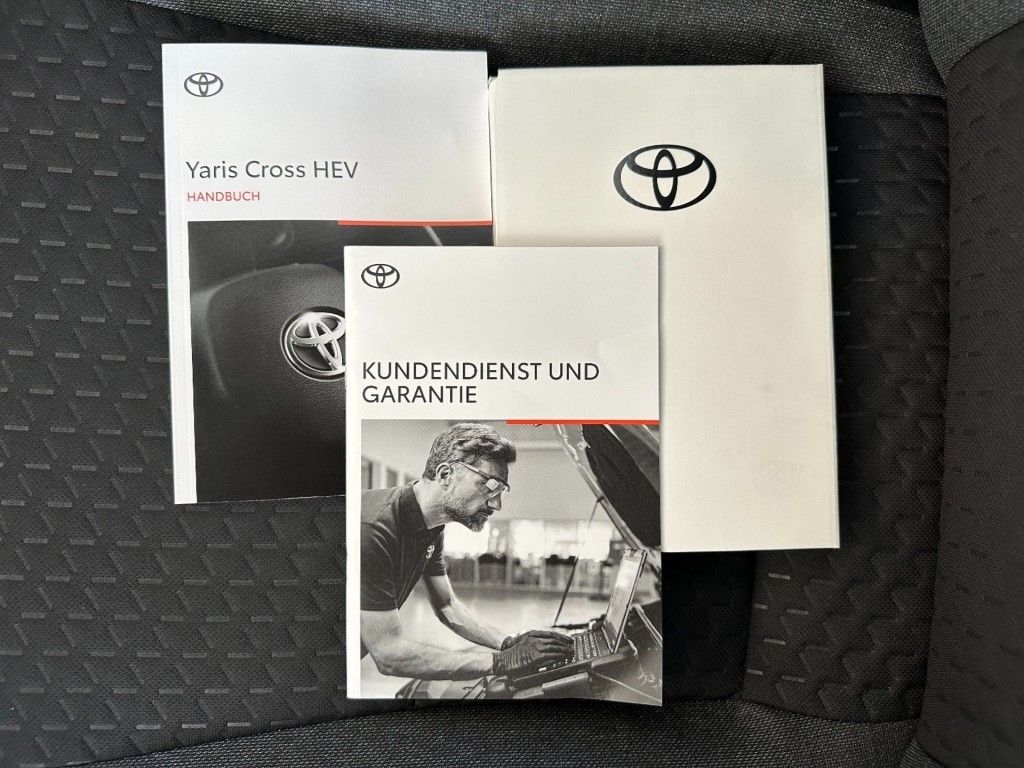 Yaris Cross HEV
HANDBUCH
KUNDENDIENST UND
GARANTIE